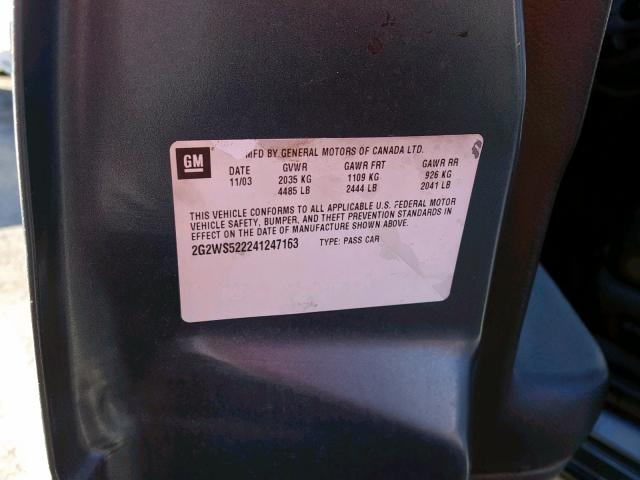 GM
MFD BY GENERAL MOTORS OF CANADA LTD.
DATE GVWR GAWR FRT GAWR RR
11/03 2035 KG 1109 KG 926 KG
4485 LB 2444 LB 2041 LB
THIS VEHICLE CONFORMS TO ALL APPLICABLE U.S. FEDERAL MOTOR
VEHICLE SAFETY, BUMPER, AND THEFT PREVENTION STANDARDS IN
EFFECT ON THE DATE OF MANUFACTURE SHOWN ABOVE.
2G2WS522241247163 TYPE: PASS CAR